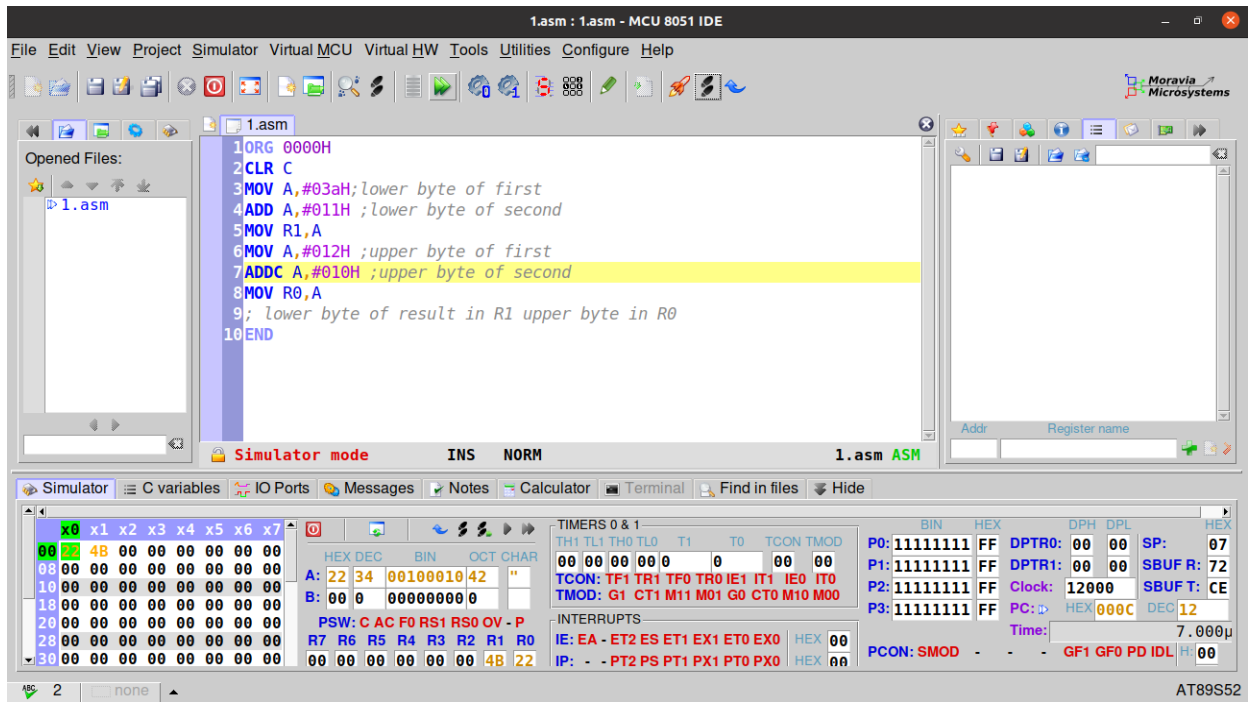 1.asm : 1.asm - MCU 8051 IDE
File Edit View Project Simulator Virtual MCU Virtual HW Tools Utilities Configure Help
Moravia
Microsystems
1.asm
Opened Files:
1.asm
1 ORG 0000H
2 CLR C
3 MOV A,#03aH;lower byte of first
4 ADD A,#011H ;lower byte of second
5 MOV R1,A
6 MOV A,#012H ;upper byte of first
7 ADDC A,#010H ;upper byte of second
8 MOV R0,A
9 ; lower byte of result in R1 upper byte in R0
10 END
Addr Register name
Simulator mode INS NORM 1.asm ASM
Simulator C variables IO Ports Messages Notes Calculator Terminal Find in files Hide
x0 x1 x2 x3 x4 x5 x6 x7
00 22 4B 00 00 00 00 00 00
08 00 00 00 00 00 00 00 00
10 00 00 00 00 00 00 00 00
18 00 00 00 00 00 00 00 00
20 00 00 00 00 00 00 00 00
28 00 00 00 00 00 00 00 00
30 00 00 00 00 00 00 00 00
HEX DEC BIN OCT CHAR
A: 22 34 00100010 42 "
B: 00 0 00000000 0
PSW: C AC F0 RS1 RS0 OV - P
R7 R6 R5 R4 R3 R2 R1 R0
00 00 00 00 00 00 4B 22
TIMERS 0 & 1
TH1 TL1 TH0 TL0 T1 T0 TCON TMOD
00 00 00 00 0 0 00 00
TCON: TF1 TR1 TF0 TR0 IE1 IT1 IE0 IT0
TMOD: G1 CT1 M11 M01 G0 CT0 M10 M00
INTERRUPTS
IE: EA - ET2 ES ET1 EX1 ET0 EX0 HEX 00
IP: - - PT2 PS PT1 PX1 PT0 PX0 HEX 00
BIN HEX
P0: 11111111 FF
P1: 11111111 FF
P2: 11111111 FF
P3: 11111111 FF
DPH DPL HEX
DPTR0: 00 00 SP: 07
DPTR1: 00 00 SBUF R: 72
Clock: 12000 SBUF T: CE
PC: HEX 000C DEC 12
Time: 7.000µ
PCON: SMOD - - - GF1 GF0 PD IDL H: 00
ABC 2 none AT89S52